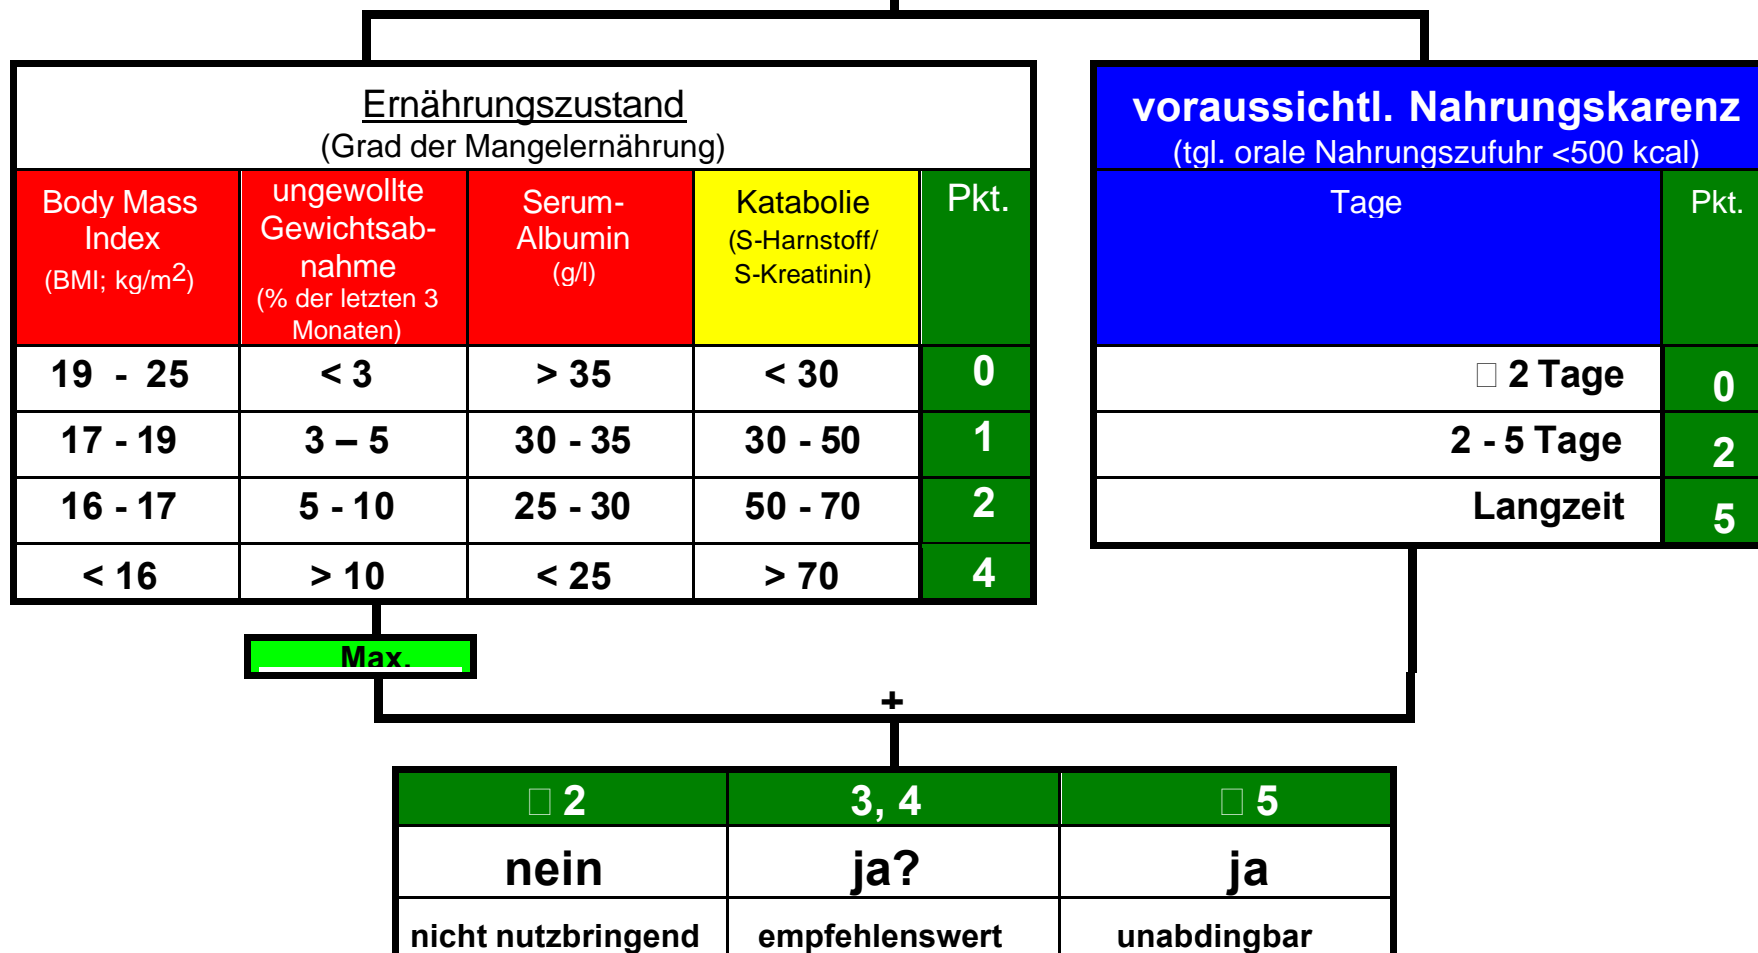 Ernährungszustand
(Grad der Mangelernährung)
Body Mass
Index
(BMI; kg/m²)
ungewollte
Gewichtsab-
nahme
(% der letzten 3
Monaten)
Serum-
Albumin
(g/l)
Katabolie
(S-Harnstoff/
S-Kreatinin)
Pkt.
19 - 25 < 3 > 35 < 30 0
17 - 19 3 – 5 30 - 35 30 - 50 1
16 - 17 5 - 10 25 - 30 50 - 70 2
< 16 > 10 < 25 > 70 4
voraussichtl. Nahrungskarenz
(tgl. orale Nahrungszufuhr <500 kcal)
Tage Pkt.
□ 2 Tage 0
2 - 5 Tage 2
Langzeit 5
Max.
+
□ 2 3, 4 □ 5
nein ja? ja
nicht nutzbringend empfehlenswert unabdingbar